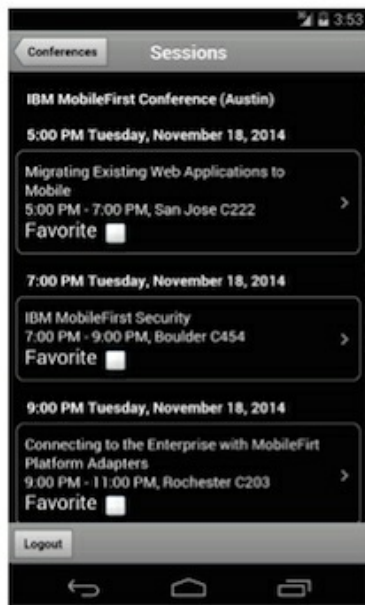 3:53
Conferences
Sessions
IBM MobileFirst Conference (Austin)
5:00 PM Tuesday, November 18, 2014
Migrating Existing Web Applications to
Mobile
5:00 PM - 7:00 PM, San Jose C222
Favorite
7:00 PM Tuesday, November 18, 2014
IBM MobileFirst Security
7:00 PM - 9:00 PM, Boulder C454
Favorite
9:00 PM Tuesday, November 18, 2014
Connecting to the Enterprise with MobileFirt
Platform Adapters
9:00 PM - 11:00 PM, Rochester C203
Favorite
Logout